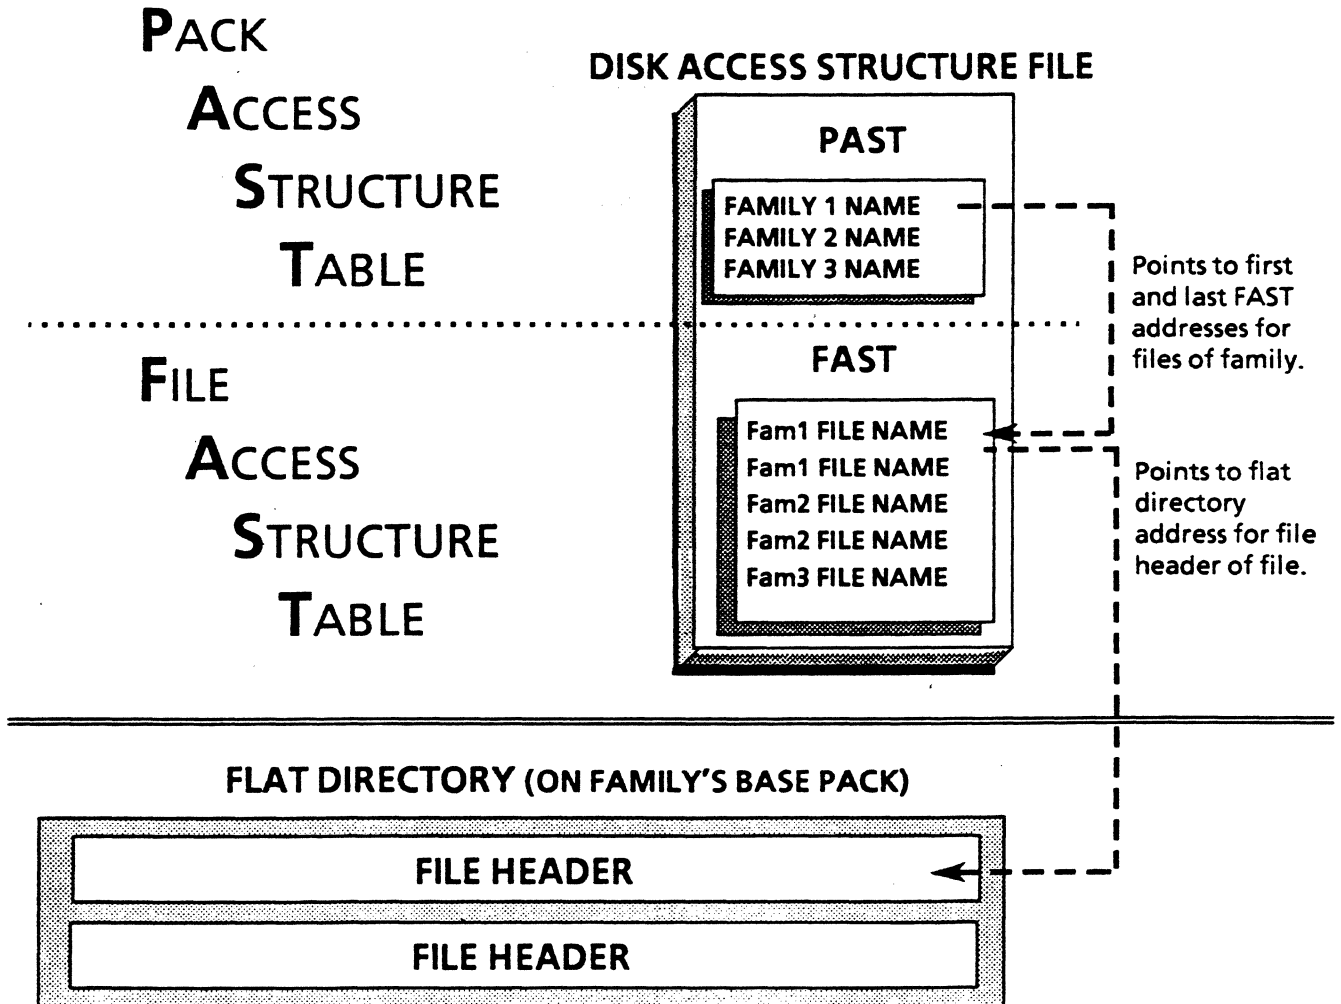 PACK
ACCESS
STRUCTURE
TABLE
DISK ACCESS STRUCTURE FILE
PAST
FAMILY 1 NAME
FAMILY 2 NAME
FAMILY 3 NAME
Points to first
and last FAST
addresses for
files of family.
FILE
ACCESS
STRUCTURE
TABLE
FAST
Fam1 FILE NAME
Fam1 FILE NAME
Fam2 FILE NAME
Fam2 FILE NAME
Fam3 FILE NAME
Points to flat
directory
address for file
header of file.
FLAT DIRECTORY (ON FAMILY'S BASE PACK)
FILE HEADER
FILE HEADER